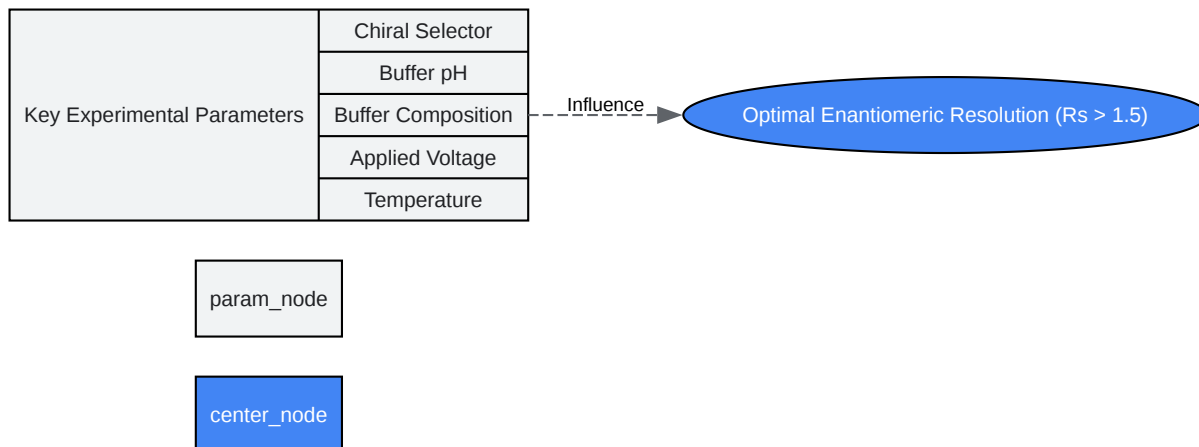 Key Experimental Parameters
Chiral Selector
Buffer pH
Buffer Composition
Applied Voltage
Temperature
Influence
Optimal Enantiomeric Resolution (Rs > 1.5)
param_node
center_node